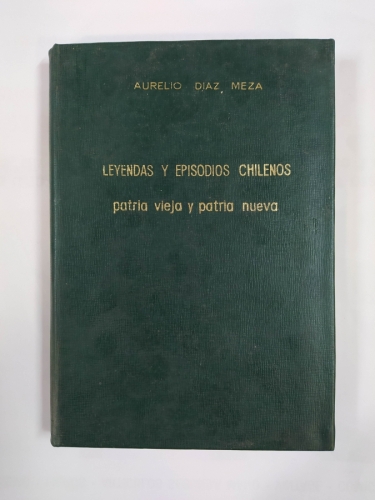 AURELIO DIAZ MEZA
LEYENDAS Y EPISODIOS CHILENOS
patria vieja y patria nueva